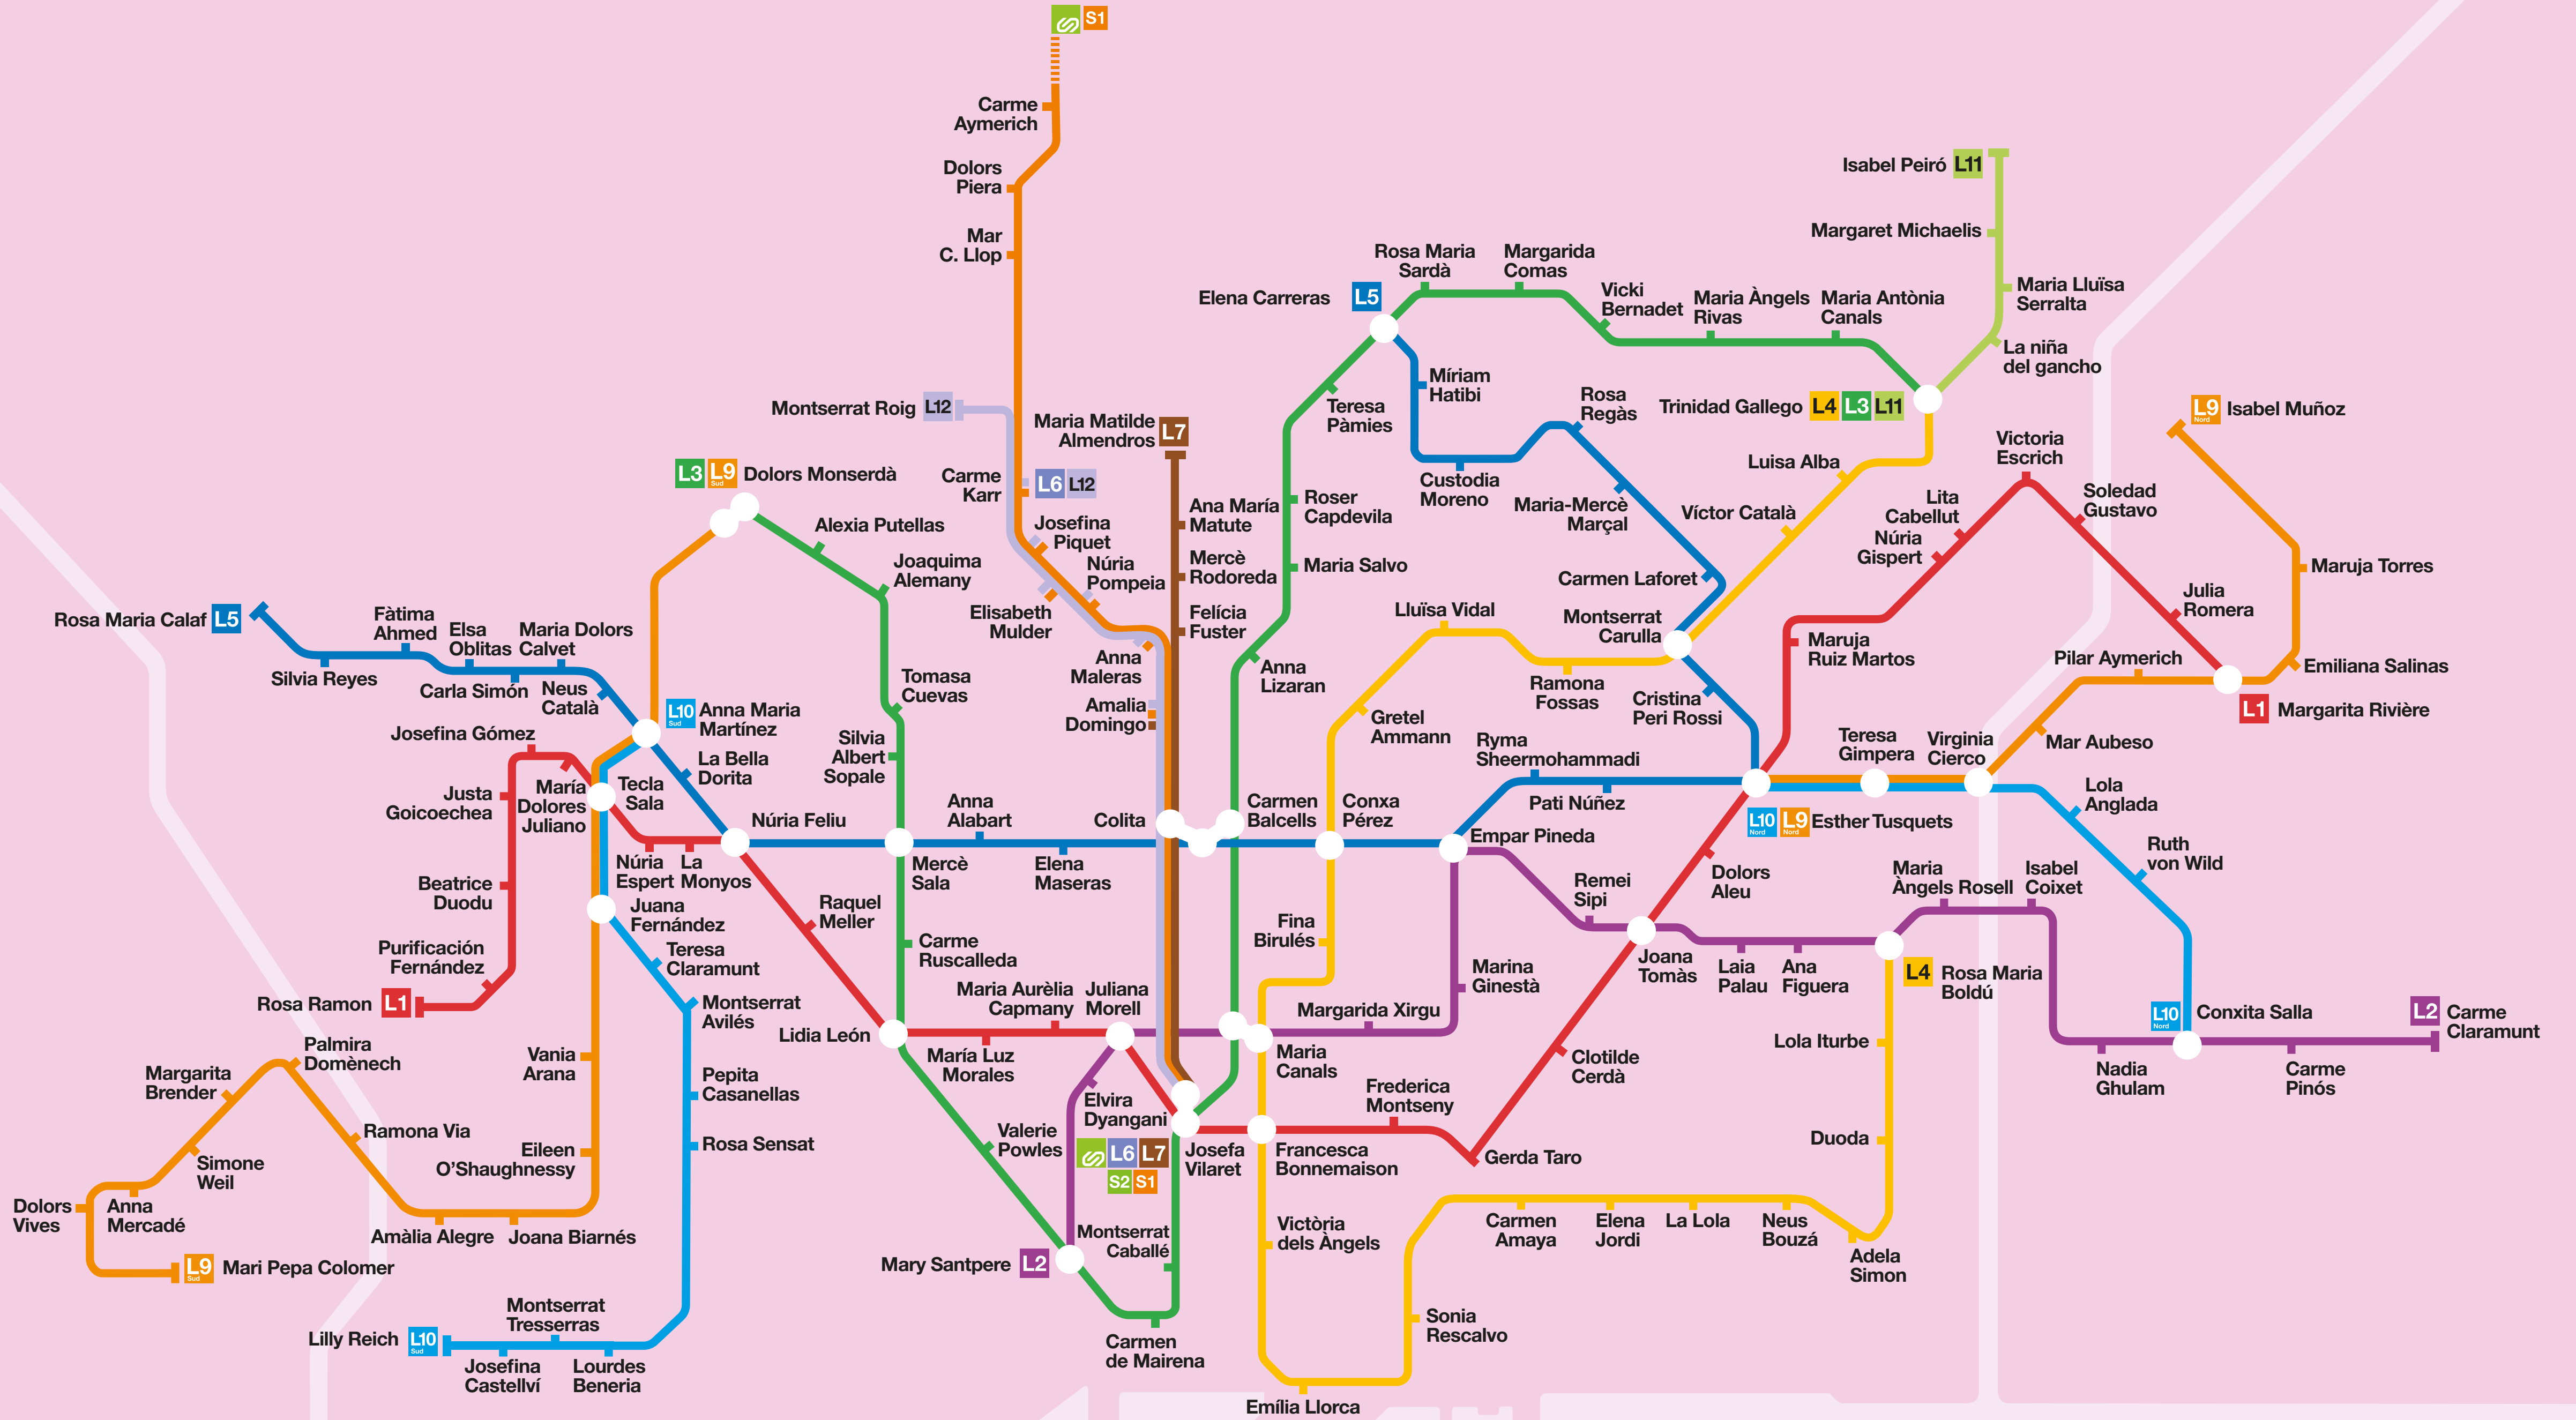 S1
Carme
Aymerich
Dolors
Piera
Mar
C. Llop
Isabel Peiró L11
Margaret Michaelis
Maria Lluïsa
Serralta
La niña
del gancho
Elena Carreras L5
Rosa Maria
Sardà
Margarida
Comas
Vicki
Bernadet
Maria Àngels
Rivas
Maria Antònia
Canals
Trinidad Gallego L4 L3 L11
Míriam
Hatibi
Teresa
Pàmies
Rosa
Regàs
Custodia
Moreno
Maria-Mercè
Marçal
Luisa Alba
Víctor Català
Carmen Laforet
Montserrat
Carulla
Cristina
Peri Rossi
Montserrat Roig L12
Maria Matilde
Almendros L7
Carme
Karr L6 L12
Josefina
Piquet
Núria
Pompeia
Elisabeth
Mulder
Anna
Maleras
Amalia
Domingo
Ana María
Matute
Mercè
Rodoreda
Felícia
Fuster
Roser
Capdevila
Maria Salvo
Anna
Lizaran
Lluïsa Vidal
Ramona
Fossas
Gretel
Ammann
Victoria
Escrich
Lita
Cabellut
Núria
Gispert
Maruja
Ruiz Martos
Soledad
Gustavo
Julia
Romera
L9 Nord Isabel Muñoz
Maruja Torres
Emiliana Salinas
L1 Margarita Rivière
Pilar Aymerich
Mar Aubeso
L3 L9 Sud Dolors Monserdà
Alexia Putellas
Joaquima
Alemany
Tomasa
Cuevas
Silvia
Albert
Sopale
Rosa Maria Calaf L5
Silvia Reyes
Fàtima
Ahmed
Elsa
Oblitas
Carla Simón
Maria Dolors
Calvet
Neus
Català
L10 Sud Anna Maria
Martínez
La Bella
Dorita
Josefina Gómez
María
Dolores
Juliano
Tecla
Sala
Justa
Goicoechea
Beatrice
Duodu
Purificación
Fernández
Rosa Ramon L1
Núria
Espert
La
Monyos
Núria Feliu
Mercè
Sala
Anna
Alabart
Elena
Maseras
Colita
Carmen
Balcells
Conxa
Pérez
Empar Pineda
Ryma
Sheermohammadi
Pati Núñez
L10 Nord L9 Nord Esther Tusquets
Teresa
Gimpera
Virginia
Cierco
Lola
Anglada
Ruth
von Wild
Juana
Fernández
Teresa
Claramunt
Montserrat
Avilés
Pepita
Casanellas
Rosa Sensat
Raquel
Meller
Carme
Ruscalleda
Lidia León
María Luz
Morales
Maria Aurèlia
Capmany
Juliana
Morell
Elvira
Dyangani
Valerie
Powles
Fina
Birulés
Margarida Xirgu
Marina
Ginestà
Maria
Canals
Remei
Sipi
Joana
Tomàs
Dolors
Aleu
Laia
Palau
Ana
Figuera
Maria
Àngels Rosell
Isabel
Coixet
L4 Rosa Maria
Boldú
L10 Nord Conxita Salla
L2 Carme
Claramunt
Nadia
Ghulam
Carme
Pinós
Lola Iturbe
Duoda
Clotilde
Cerdà
Frederica
Montseny
Gerda Taro
Francesca
Bonnemaison
Josefa
Vilaret
L6 L7
S2 S1
Montserrat
Caballé
Mary Santpere L2
Carmen
de Mairena
Victòria
dels Àngels
Emília Llorca
Sonia
Rescalvo
Carmen
Amaya
Elena
Jordi
La Lola
Neus
Bouzá
Adela
Simon
Vania
Arana
Eileen
O’Shaughnessy
Palmira
Domènech
Margarita
Brender
Simone
Weil
Ramona Via
Dolors
Vives
Anna
Mercadé
Amàlia Alegre
Joana Biarnés
L9 Sud Mari Pepa Colomer
Lilly Reich L10 Sud
Montserrat
Tresserras
Josefina
Castellví
Lourdes
Beneria